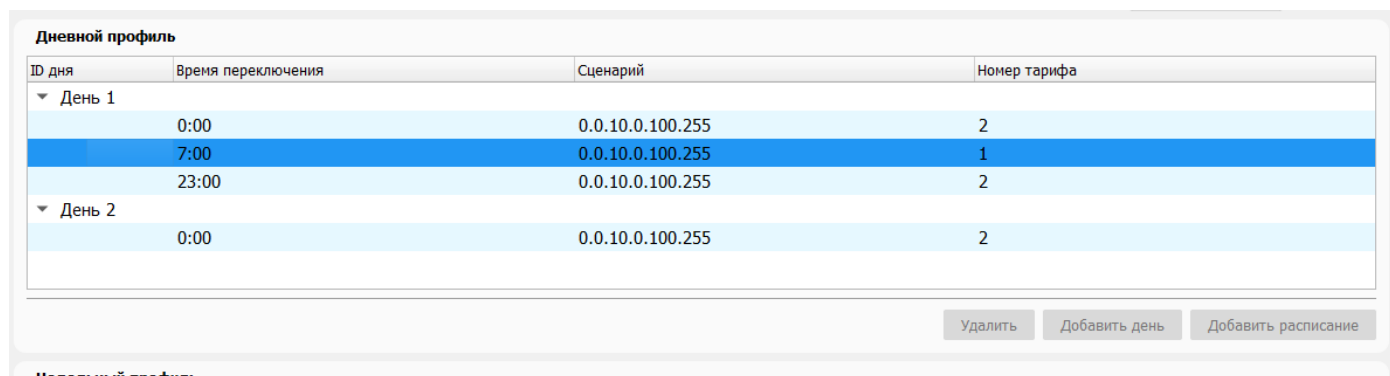 Дневной профиль
ID дня Время переключения Сценарий Номер тарифа
День 1
0:00 0.0.10.0.100.255 2
7:00 0.0.10.0.100.255 1
23:00 0.0.10.0.100.255 2
День 2
0:00 0.0.10.0.100.255 2
Удалить Добавить день Добавить расписание